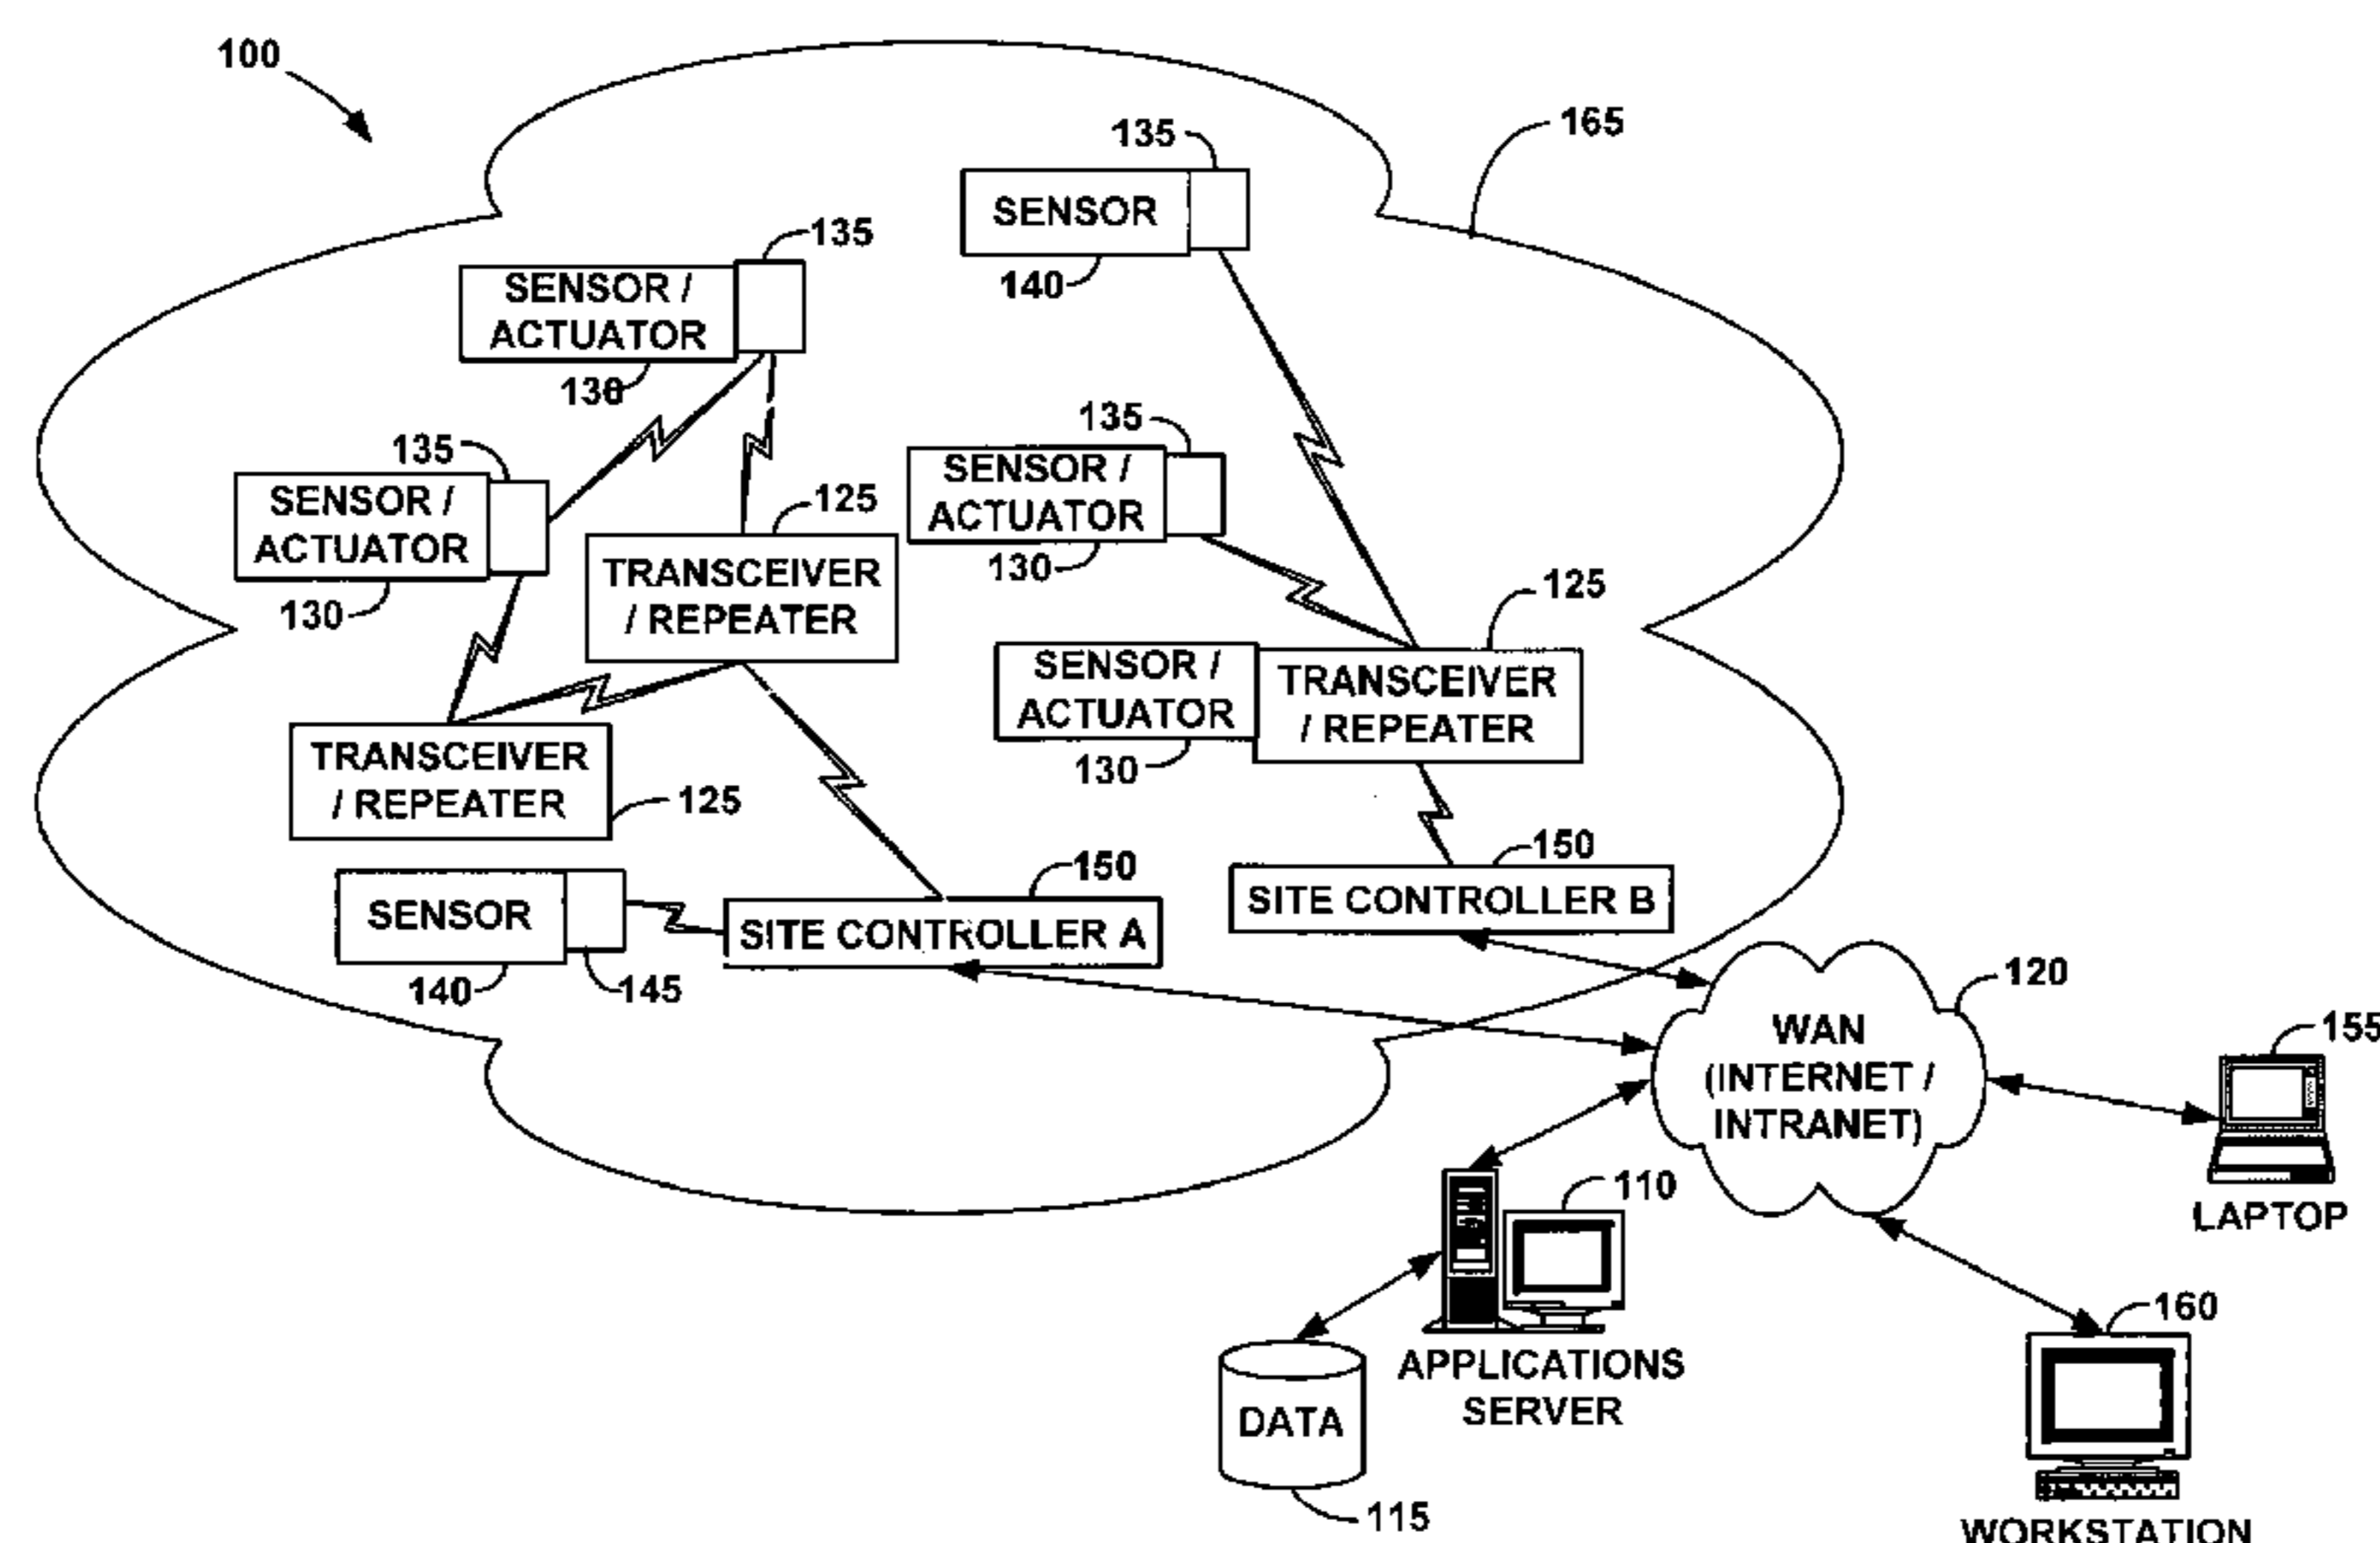 100
135
165
SENSOR
140
135
SENSOR /
ACTUATOR
130
135
SENSOR /
ACTUATOR
130
135
SENSOR /
ACTUATOR
130
125
TRANSCEIVER
/ REPEATER
125
SENSOR /
ACTUATOR
130
TRANSCEIVER
/ REPEATER
TRANSCEIVER
/ REPEATER
125
150
SITE CONTROLLER B
150
SITE CONTROLLER A
SENSOR
140
145
120
WAN
(INTERNET /
INTRANET)
155
LAPTOP
110
APPLICATIONS
SERVER
160
WORKSTATION
DATA
115